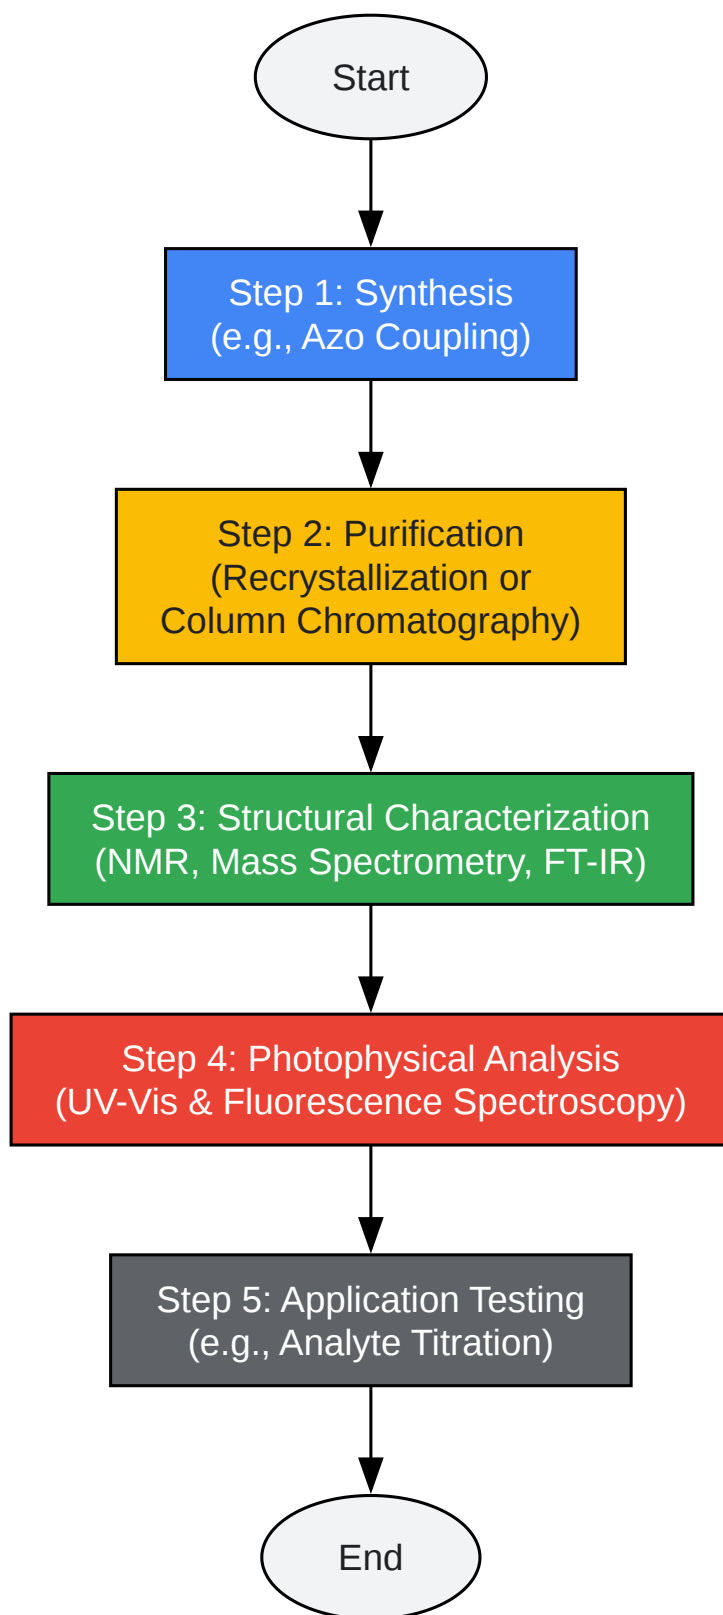 Start
Step 1: Synthesis
(e.g., Azo Coupling)
Step 2: Purification
(Recrystallization or
Column Chromatography)
Step 3: Structural Characterization
(NMR, Mass Spectrometry, FT-IR)
Step 4: Photophysical Analysis
(UV-Vis & Fluorescence Spectroscopy)
Step 5: Application Testing
(e.g., Analyte Titration)
End